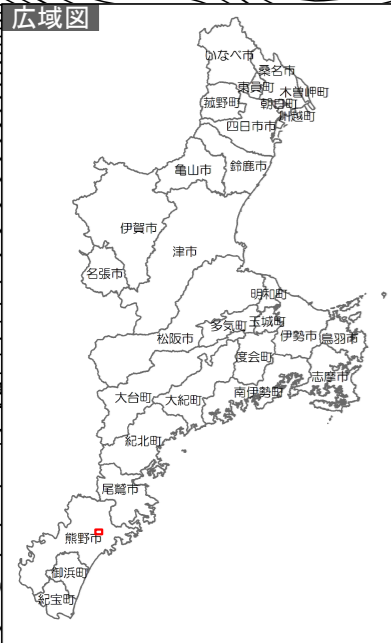 広域図
いなべ市
桑名市
東員町
木曽岬町
菰野町
朝日町
川越町
四日市市
亀山市
鈴鹿市
伊賀市
津市
名張市
明和町
多気町
玉城町
松阪市
伊勢市
鳥羽市
度会町
志摩市
大台町
大紀町
南伊勢町
紀北町
尾鷲市
熊野市
御浜町
紀宝町